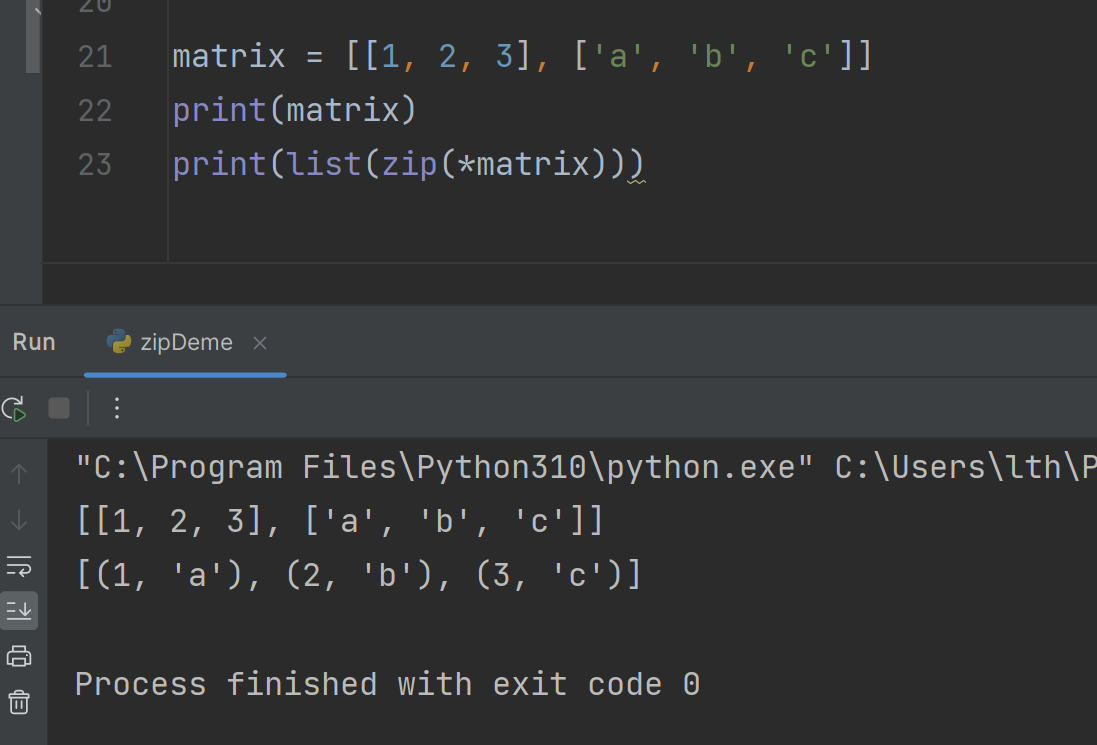 20
21 matrix = [[1, 2, 3], ['a', 'b', 'c']]
22 print(matrix)
23 print(list(zip(*matrix)))
Run zipDeme
"C:\Program Files\Python310\python.exe" C:\Users\lth\P
[[1, 2, 3], ['a', 'b', 'c']]
[(1, 'a'), (2, 'b'), (3, 'c')]
Process finished with exit code 0